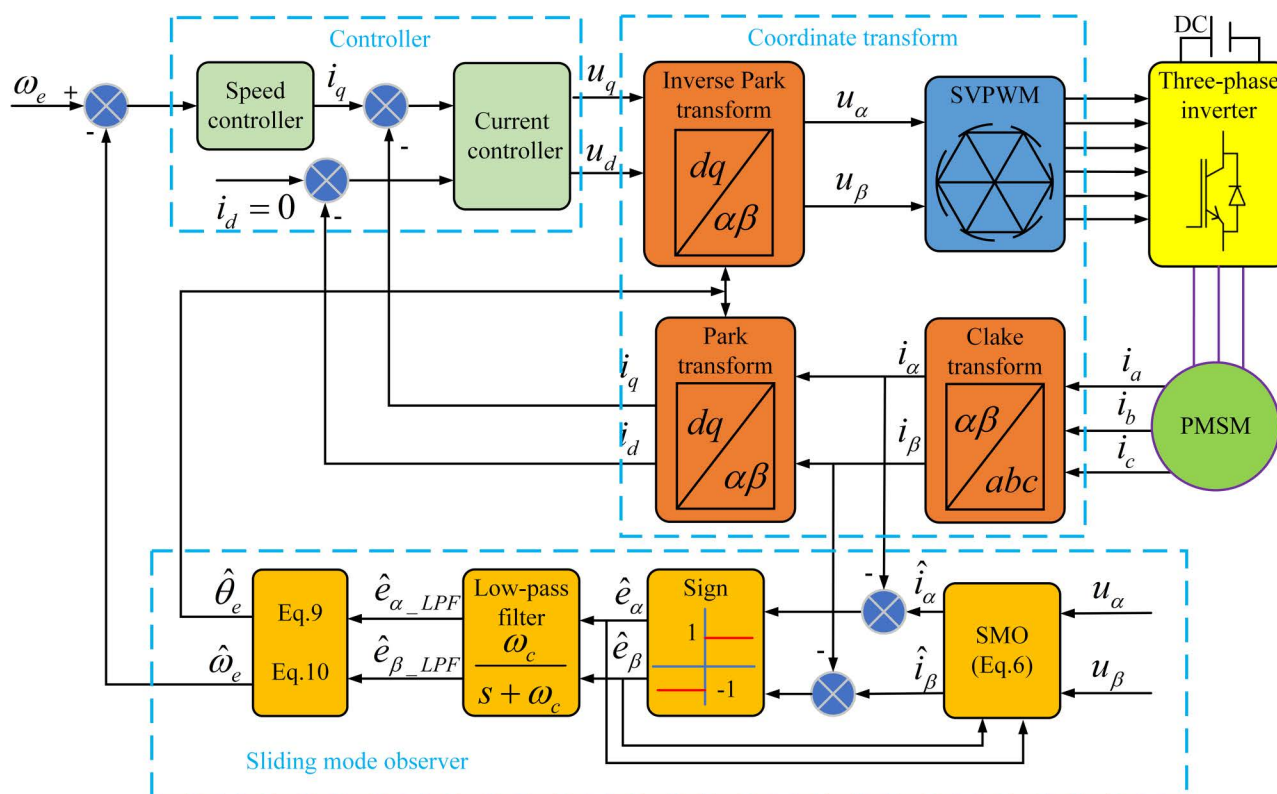 Controller
Coordinate transform
DC
ω_e
+
-
Speed
controller
i_q
-
Current
controller
i_d = 0
-
u_q
u_d
Inverse Park
transform
dq
αβ
u_α
u_β
SVPWM
Three-phase
inverter
Park
transform
dq
αβ
i_q
i_d
i_α
i_β
Clake
transform
αβ
abc
i_a
i_b
i_c
PMSM
θ̂_e
ω̂_e
Eq.9
Eq.10
ê_α_LPF
ê_β_LPF
Low-pass
filter
ω_c
s + ω_c
ê_α
ê_β
Sign
1
-1
-
-
î_α
î_β
SMO
(Eq.6)
u_α
u_β
Sliding mode observer